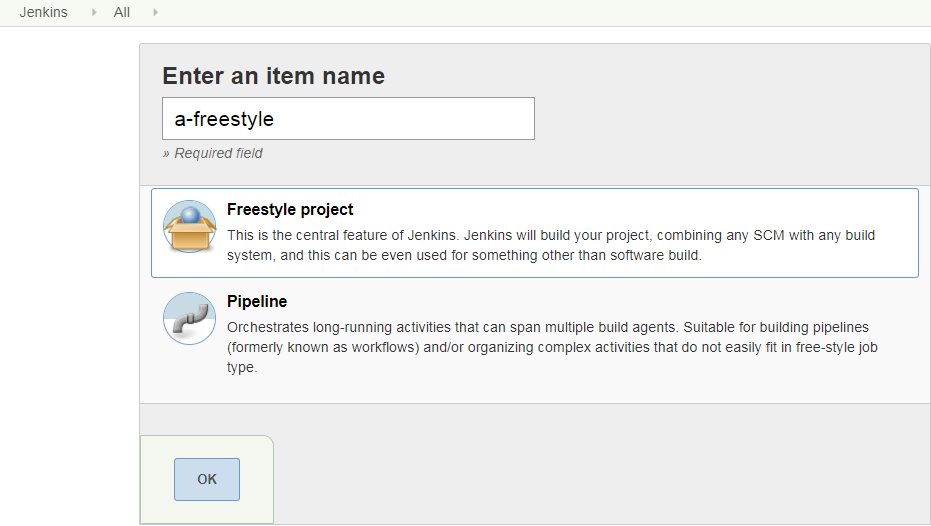 Jenkins All
Enter an item name
a-freestyle
» Required field
Freestyle project
This is the central feature of Jenkins. Jenkins will build your project, combining any SCM with any build
system, and this can be even used for something other than software build.
Pipeline
Orchestrates long-running activities that can span multiple build agents. Suitable for building pipelines
(formerly known as workflows) and/or organizing complex activities that do not easily fit in free-style job
type.
OK